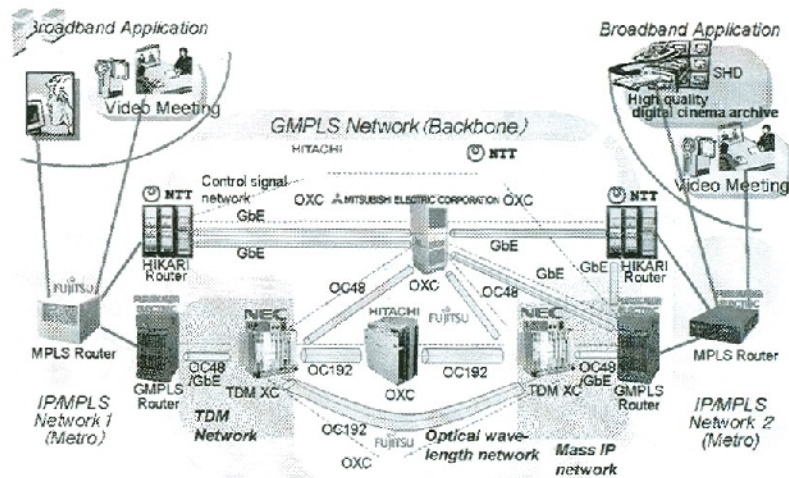 Broadband Application
Broadband Application
Video Meeting
SHD
High quality
digital cinema archive
Video Meeting
GMPLS Network (Backbone)
HITACHI
NTT
Control signal
network
OXC
MITSUBISHI ELECTRIC CORPORATION
OXC
NTT
NTT
GbE
GbE
GbE
GbE
GbE
HIKARI
Router
OXC
HIKARI
Router
FUJITSU
OC48
OC48
ELECTRIC
ELECTRIC
NEC
HITACHI
FUJITSU
NEC
MPLS Router
MPLS Router
GMPLS
Router
OC48
/GbE
TDM XC
OC192
OXC
OC192
TDM XC
OC48
/GbE
GMPLS
Router
IP/MPLS
Network 1
(Metro)
TDM
Network
OC192
FUJITSU
OXC
Optical wave-
length network
Mass IP
network
IP/MPLS
Network 2
(Metro)